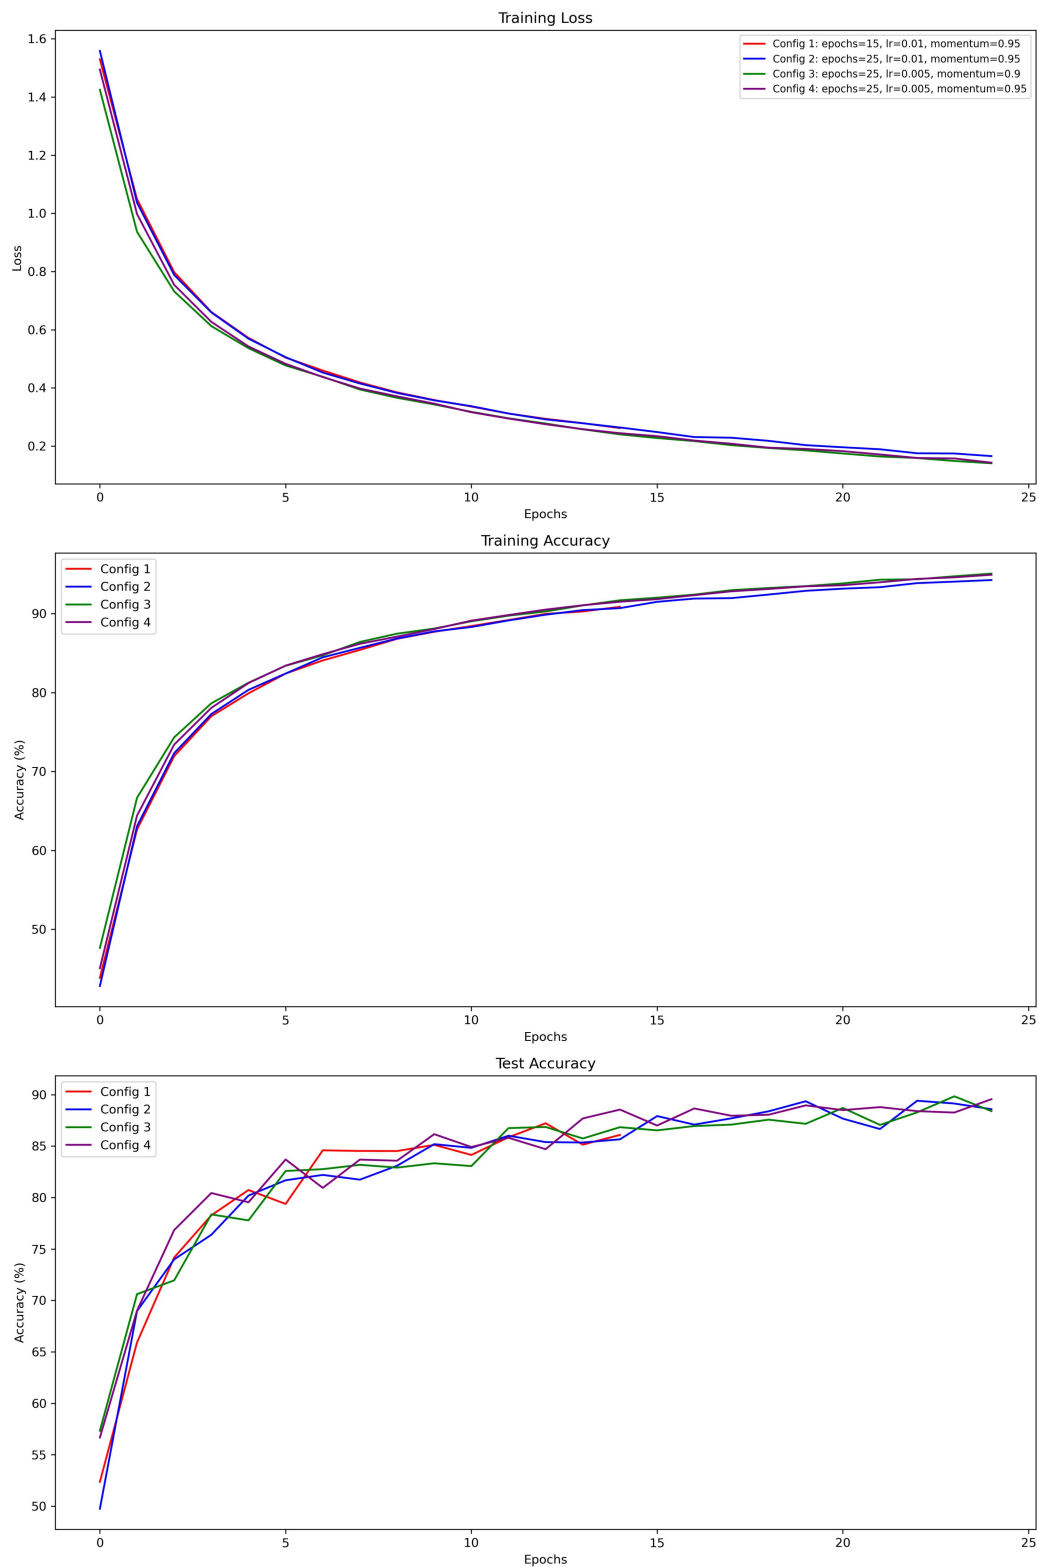 Training Loss
1.6
1.4
1.2
1.0
0.8
0.6
0.4
0.2
Loss
Config 1: epochs=15, lr=0.01, momentum=0.95
Config 2: epochs=25, lr=0.01, momentum=0.95
Config 3: epochs=25, lr=0.005, momentum=0.9
Config 4: epochs=25, lr=0.005, momentum=0.95
0 5 10 15 20 25
Epochs
Training Accuracy
90
80
70
60
50
Accuracy (%)
Config 1
Config 2
Config 3
Config 4
0 5 10 15 20 25
Epochs
Test Accuracy
90
85
80
75
70
65
60
55
50
Accuracy (%)
Config 1
Config 2
Config 3
Config 4
0 5 10 15 20 25
Epochs